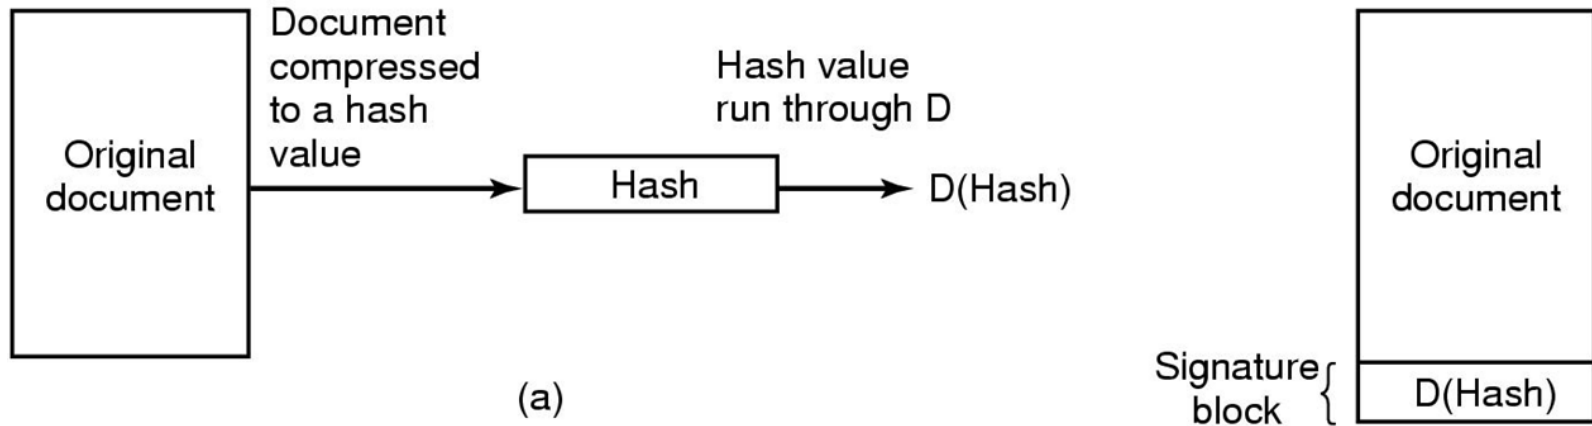 Original
document
Document
compressed
to a hash
value
Hash
Hash value
run through D
D(Hash)
(a)
Original
document
Signature
block
D(Hash)